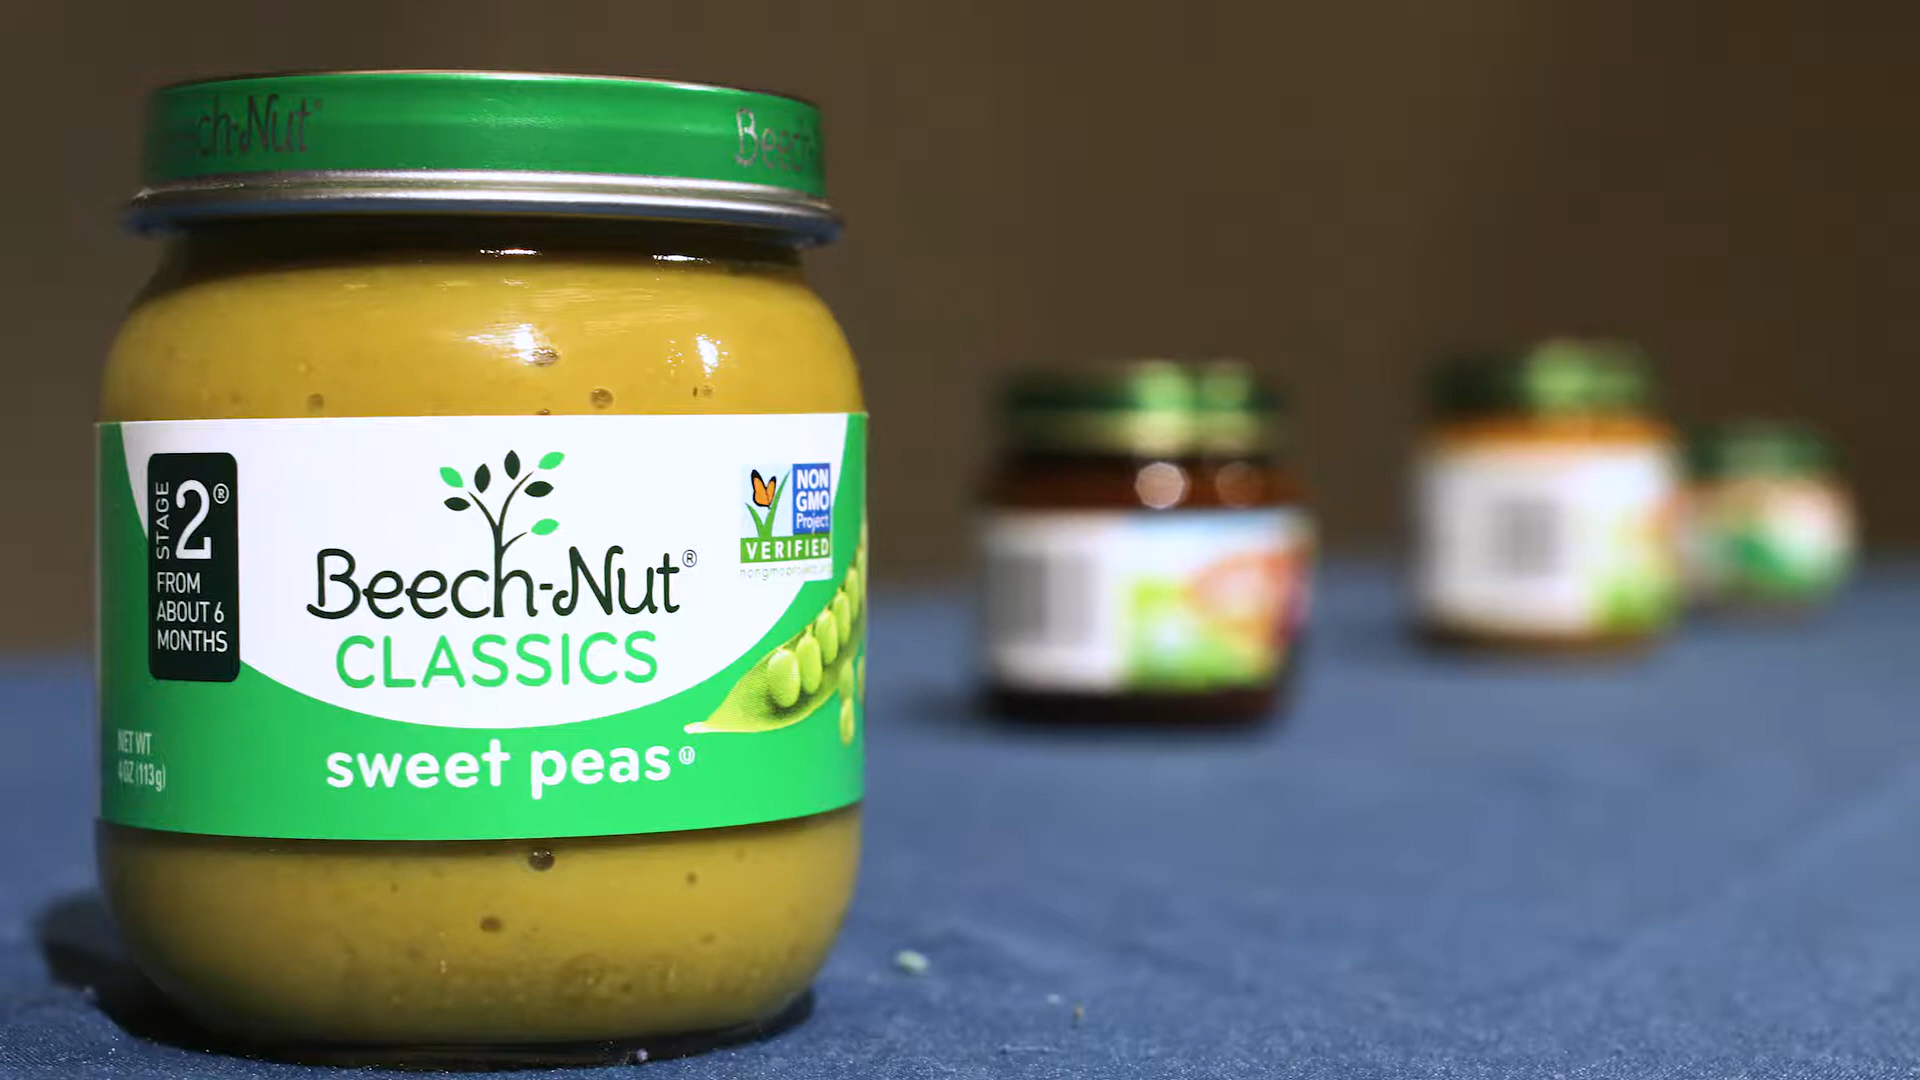 ch-Nut®
Beech
STAGE
2®
FROM
ABOUT 6
MONTHS
Beech-Nut®
CLASSICS
NON
GMO
Project
VERIFIED
sweet peas
NET WT
4 OZ (113g)